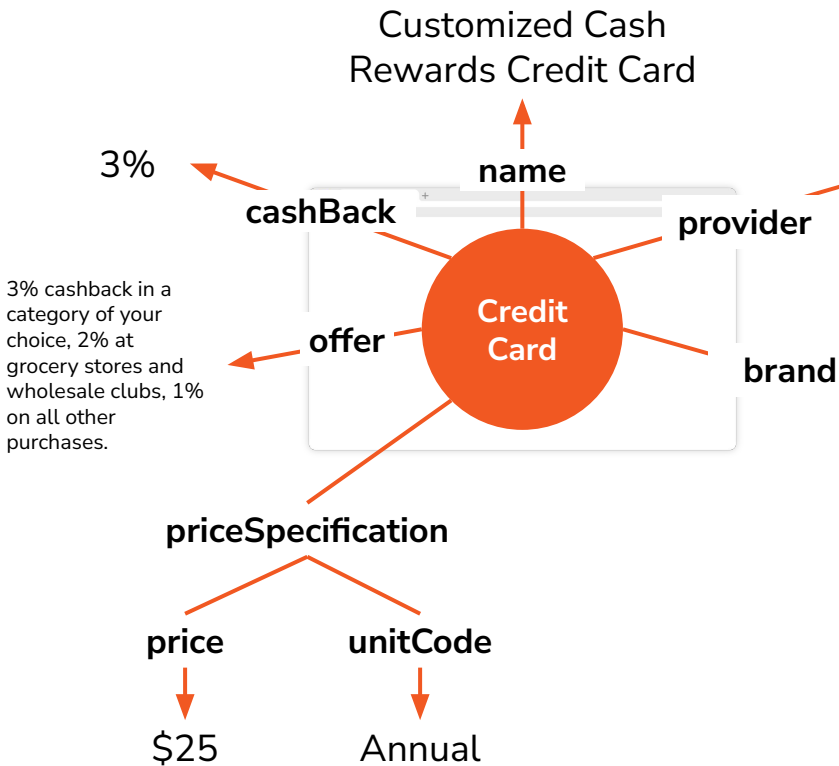 Customized Cash
Rewards Credit Card
3%
name
+
cashBack
provider
3% cashback in a
category of your
choice, 2% at
grocery stores and
wholesale clubs, 1%
on all other
purchases.
offer
Credit
Card
brand
priceSpecification
price
unitCode
$25
Annual